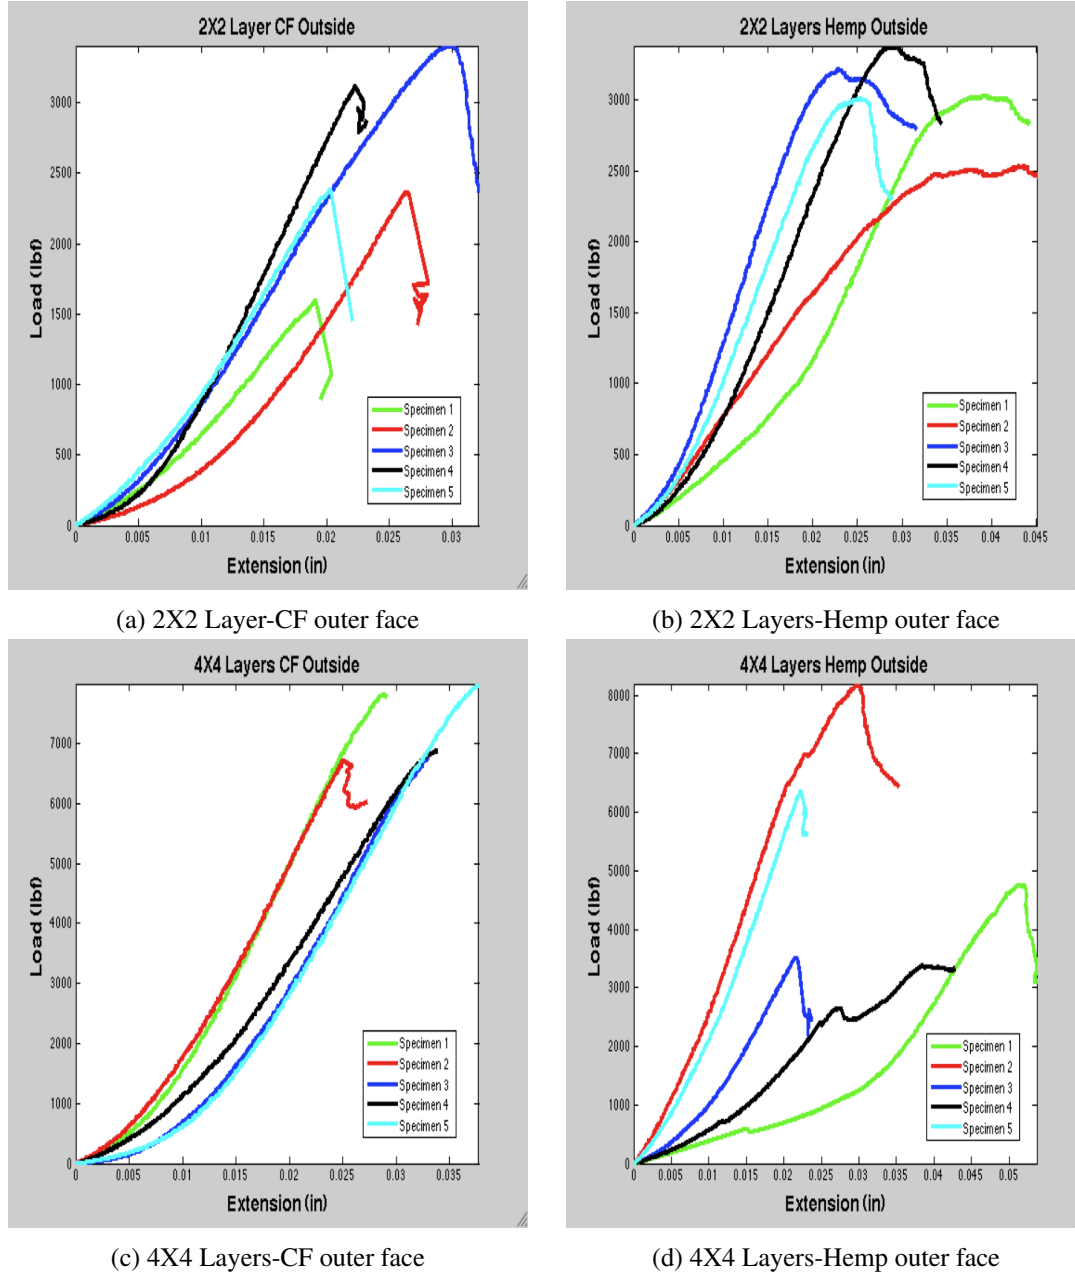 2X2 Layer CF Outside
Load (lbf)
3000
2500
2000
1500
1000
500
0
Specimen 1
Specimen 2
Specimen 3
Specimen 4
Specimen 5
0 0.005 0.01 0.015 0.02 0.025 0.03
Extension (in)
(a) 2X2 Layer-CF outer face
2X2 Layers Hemp Outside
Load (lbf)
3000
2500
2000
1500
1000
500
0
Specimen 1
Specimen 2
Specimen 3
Specimen 4
Specimen 5
0 0.005 0.01 0.015 0.02 0.025 0.03 0.035 0.04 0.045
Extension (in)
(b) 2X2 Layers-Hemp outer face
4X4 Layers CF Outside
Load (lbf)
7000
6000
5000
4000
3000
2000
1000
0
Specimen 1
Specimen 2
Specimen 3
Specimen 4
Specimen 5
0 0.005 0.01 0.015 0.02 0.025 0.03 0.035
Extension (in)
(c) 4X4 Layers-CF outer face
4X4 Layers Hemp Outside
Load (lbf)
8000
7000
6000
5000
4000
3000
2000
1000
0
Specimen 1
Specimen 2
Specimen 3
Specimen 4
Specimen 5
0 0.005 0.01 0.015 0.02 0.025 0.03 0.035 0.04 0.045 0.05
Extension (in)
(d) 4X4 Layers-Hemp outer face